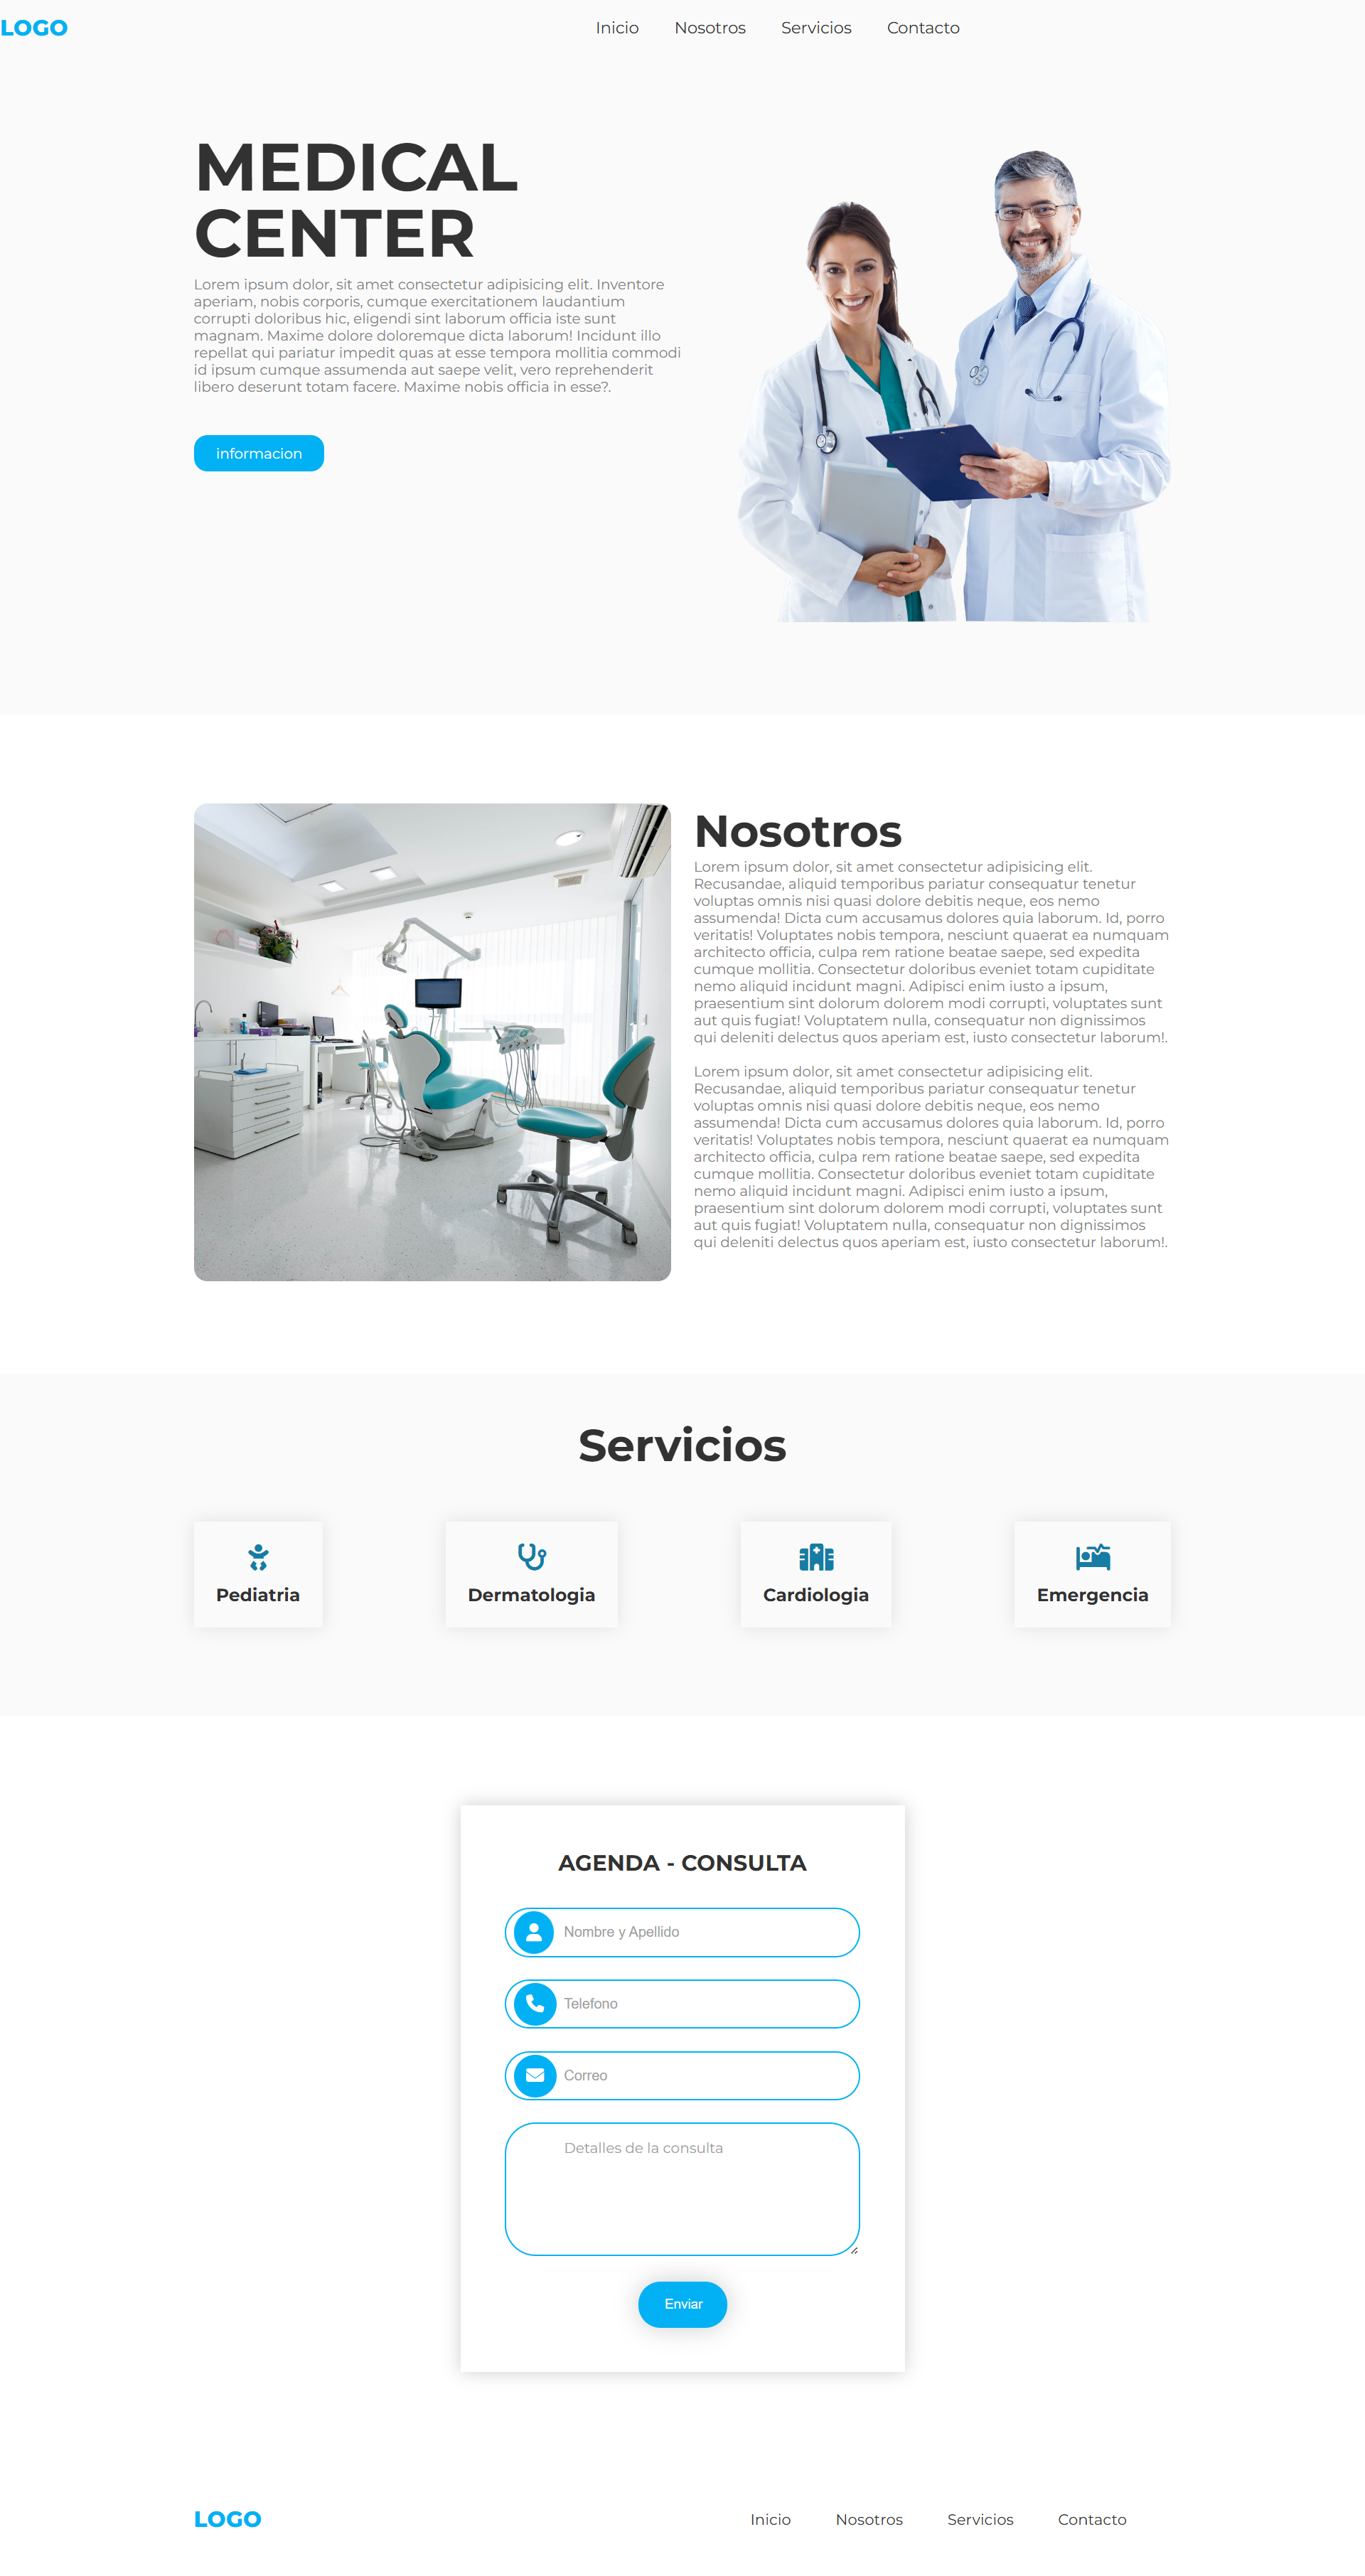 LOGO
Inicio Nosotros Servicios Contacto
MEDICAL
CENTER
Lorem ipsum dolor, sit amet consectetur adipisicing elit. Inventore
aperiam, nobis corporis, cumque exercitationem laudantium
corrupti doloribus hic, eligendi sint laborum officia iste sunt
magnam. Maxime dolore doloremque dicta laborum! Incidunt illo
repellat qui pariatur impedit quas at esse tempora mollitia commodi
id ipsum cumque assumenda aut saepe velit, vero reprehenderit
libero deserunt totam facere. Maxime nobis officia in esse?.
informacion
Nosotros
Lorem ipsum dolor, sit amet consectetur adipisicing elit.
Recusandae, aliquid temporibus pariatur consequatur tenetur
voluptas omnis nisi quasi dolore debitis neque, eos nemo
assumenda! Dicta cum accusamus dolores quia laborum. Id, porro
veritatis! Voluptates nobis tempora, nesciunt quaerat ea numquam
architecto officia, culpa rem ratione beatae saepe, sed expedita
cumque mollitia. Consectetur doloribus eveniet totam cupiditate
nemo aliquid incidunt magni. Adipisci enim iusto a ipsum,
praesentium sint dolorum dolorem modi corrupti, voluptates sunt
aut quis fugiat! Voluptatem nulla, consequatur non dignissimos
qui deleniti delectus quos aperiam est, iusto consectetur laborum!.
Lorem ipsum dolor, sit amet consectetur adipisicing elit.
Recusandae, aliquid temporibus pariatur consequatur tenetur
voluptas omnis nisi quasi dolore debitis neque, eos nemo
assumenda! Dicta cum accusamus dolores quia laborum. Id, porro
veritatis! Voluptates nobis tempora, nesciunt quaerat ea numquam
architecto officia, culpa rem ratione beatae saepe, sed expedita
cumque mollitia. Consectetur doloribus eveniet totam cupiditate
nemo aliquid incidunt magni. Adipisci enim iusto a ipsum,
praesentium sint dolorum dolorem modi corrupti, voluptates sunt
aut quis fugiat! Voluptatem nulla, consequatur non dignissimos
qui deleniti delectus quos aperiam est, iusto consectetur laborum!.
Servicios
Pediatria
Dermatologia
Cardiologia
Emergencia
AGENDA - CONSULTA
Nombre y Apellido
Telefono
Correo
Detalles de la consulta
Enviar
LOGO
Inicio Nosotros Servicios Contacto